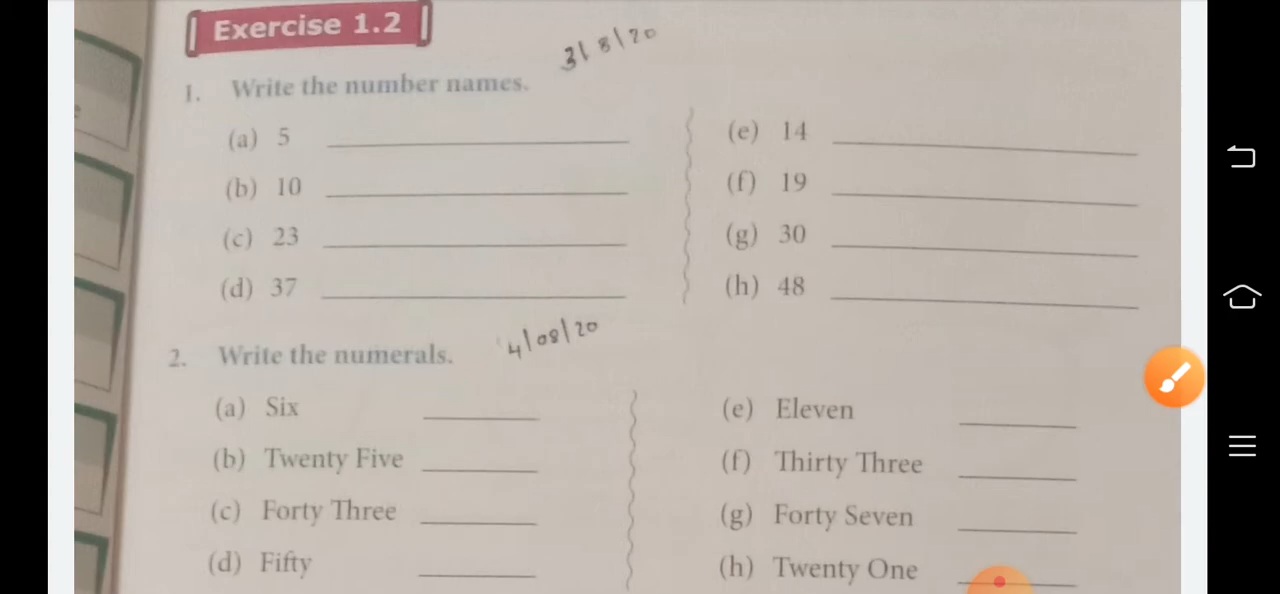 Exercise 1.2
3/8/20
1. Write the number names.
(a) 5
(b) 10
(c) 23
(d) 37
(e) 14
(f) 19
(g) 30
(h) 48
2. Write the numerals.
4/08/20
(a) Six
(b) Twenty Five
(c) Forty Three
(d) Fifty
(e) Eleven
(f) Thirty Three
(g) Forty Seven
(h) Twenty One